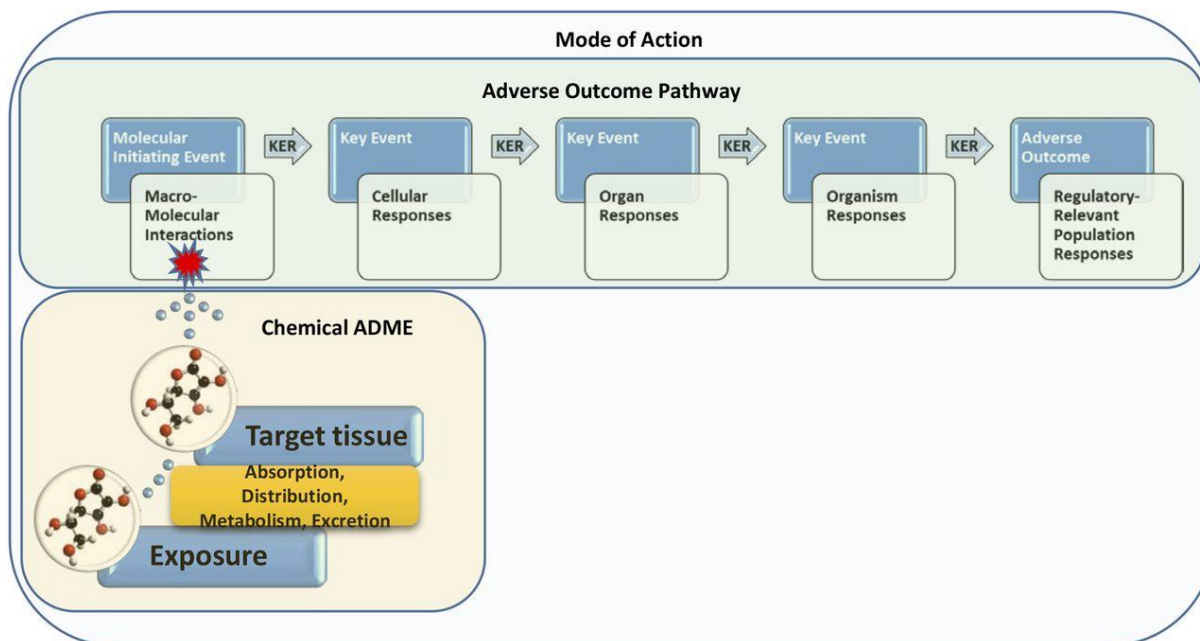 Mode of Action
Adverse Outcome Pathway
Molecular
Initiating Event
KER
Key Event
KER
Key Event
KER
Key Event
KER
Adverse
Outcome
Macro-
Molecular
Interactions
Cellular
Responses
Organ
Responses
Organism
Responses
Regulatory-
Relevant
Population
Responses
Chemical ADME
Target tissue
Absorption,
Distribution,
Metabolism, Excretion
Exposure